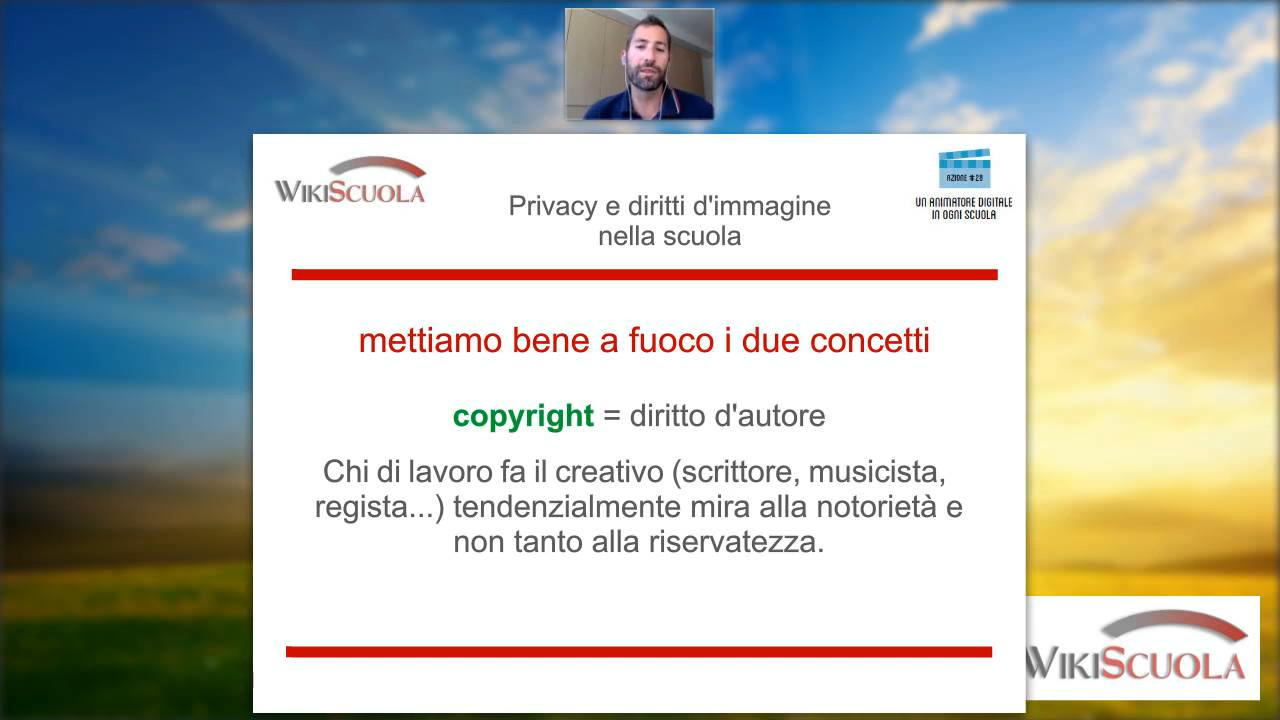 WIKISCUOLA
Privacy e diritti d'immagine
nella scuola
AZIONE #28
UN ANIMATORE DIGITALE
IN OGNI SCUOLA
mettiamo bene a fuoco i due concetti
copyright = diritto d'autore
Chi di lavoro fa il creativo (scrittore, musicista,
regista...) tendenzialmente mira alla notorietà e
non tanto alla riservatezza.
WIKISCUOLA